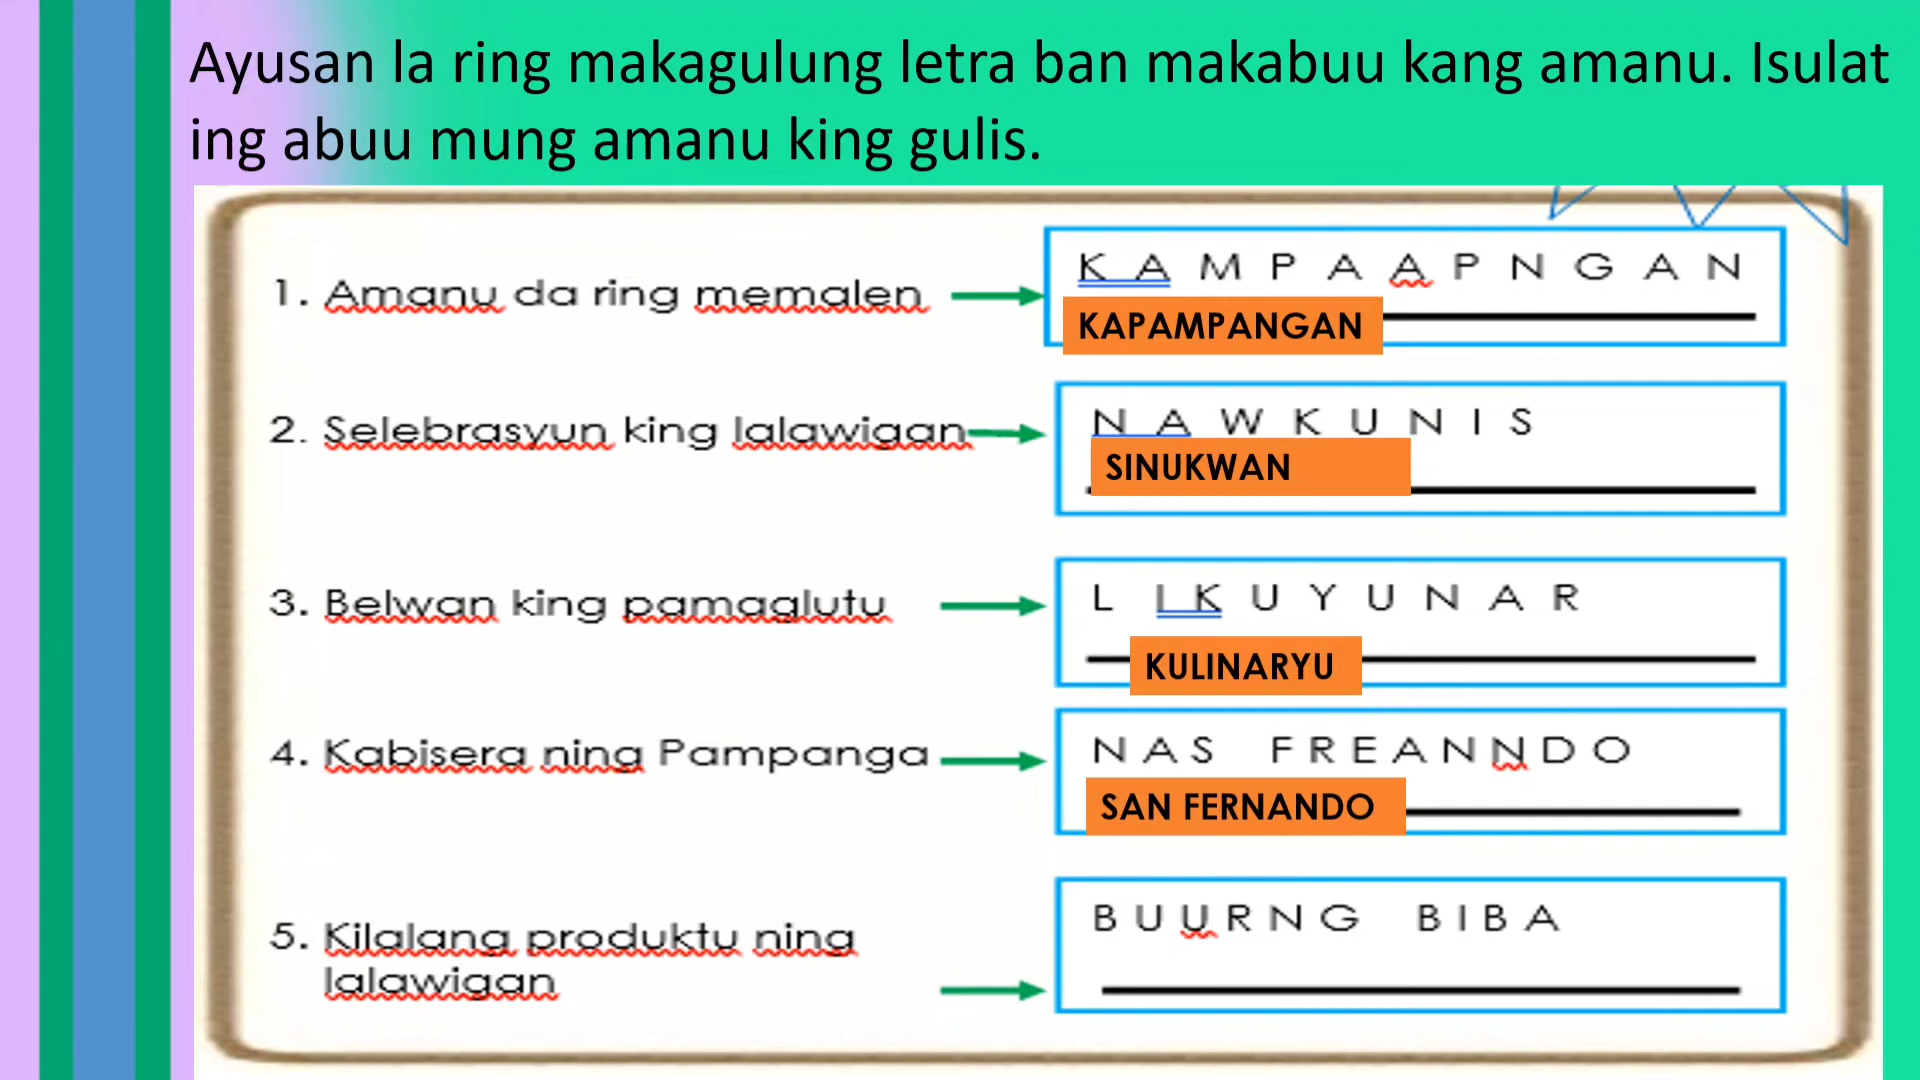 Ayusan la ring makagulung letra ban makabuu kang amanu. Isulat
ing abuu mung amanu king gulis.
1. Amanu da ring memalen
K A M P A A P N G A N
KAPAMPANGAN
2. Selebrasyun king lalawigan
N A W K U N I S
SINUKWAN
3. Belwan king pamaglutu
L I K U Y U N A R
KULINARYU
4. Kabisera ning Pampanga
N A S F R E A N N D O
SAN FERNANDO
5. Kilalana produktu ning
lalawigan
B U U R N G B I B A